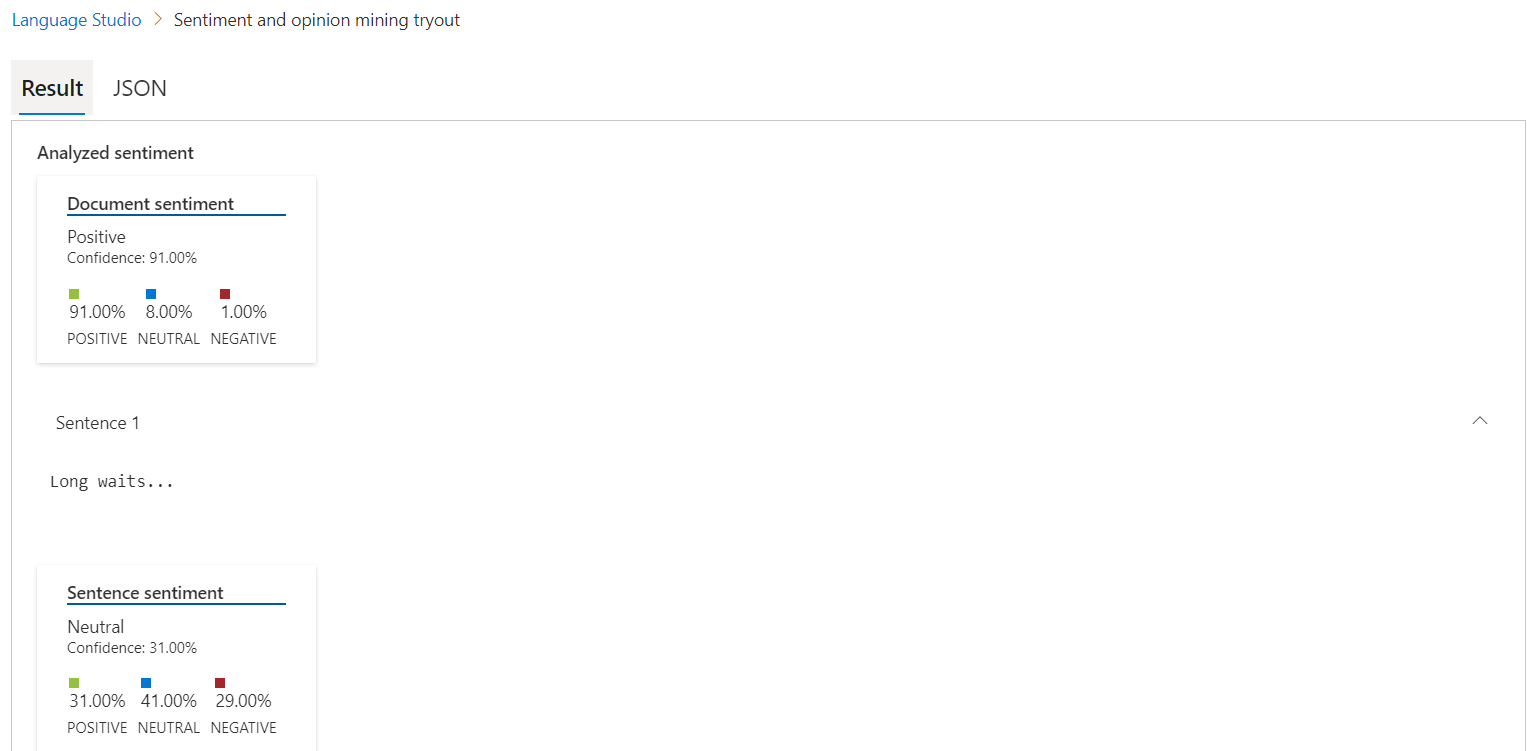 Language Studio > Sentiment and opinion mining tryout
Result JSON
Analyzed sentiment
Document sentiment
Positive
Confidence: 91.00%
91.00% 8.00% 1.00%
POSITIVE NEUTRAL NEGATIVE
Sentence 1
Long waits...
Sentence sentiment
Neutral
Confidence: 31.00%
31.00% 41.00% 29.00%
POSITIVE NEUTRAL NEGATIVE